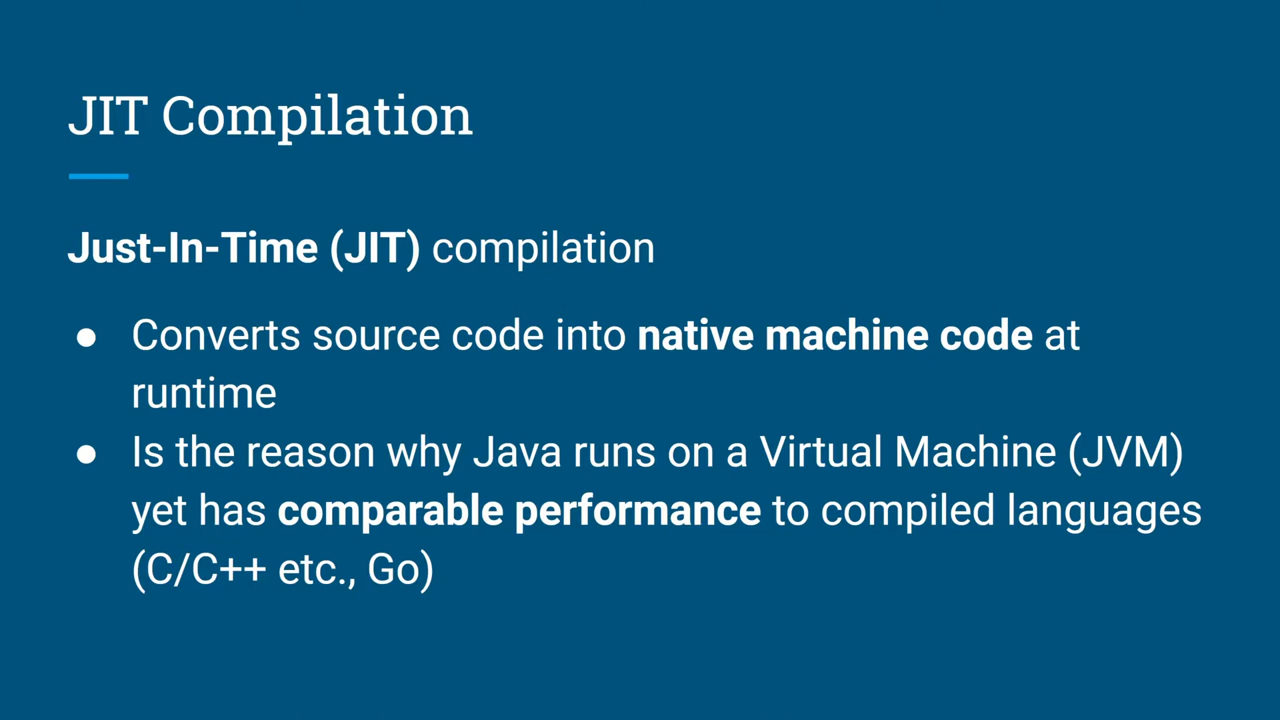 JIT Compilation
Just-In-Time (JIT) compilation
● Converts source code into native machine code at
runtime
● Is the reason why Java runs on a Virtual Machine (JVM)
yet has comparable performance to compiled languages
(C/C++ etc., Go)